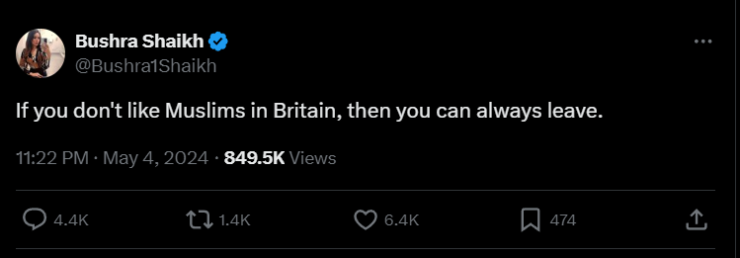 Bushra Shaikh
@Bushra1Shaikh
If you don't like Muslims in Britain, then you can always leave.
11:22 PM · May 4, 2024 · 849.5K Views
4.4K 1.4K 6.4K 474